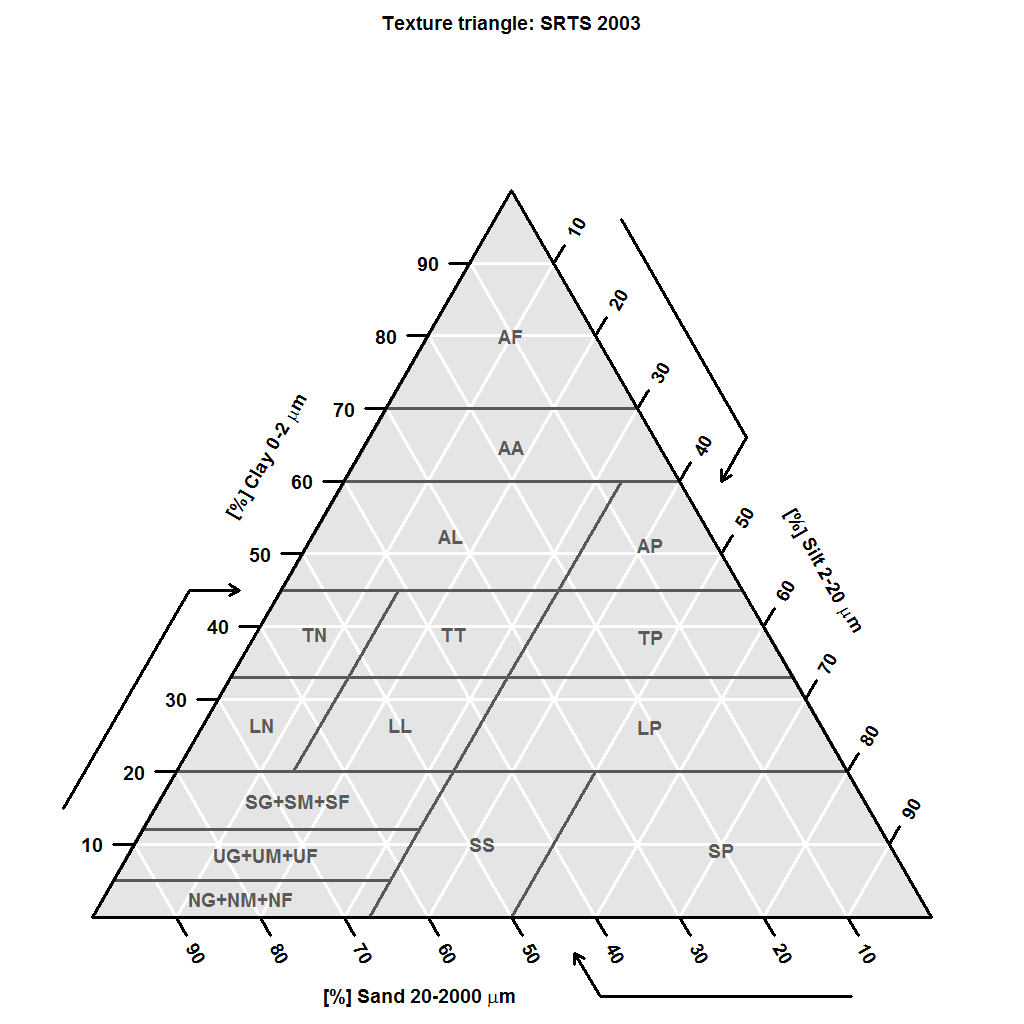 Texture triangle: SRTS 2003
10
90
20
80
AF
30
70
AA
40
60
[%] Clay 0-2 μm
50
[%] Silt 2-20 μm
AL
AP
50
60
40
TN
TT
TP
70
30
LN
LL
LP
80
20
SG+SM+SF
90
10
SS
SP
UG+UM+UF
NG+NM+NF
90
80
70
60
50
40
30
20
10
[%] Sand 20-2000 μm